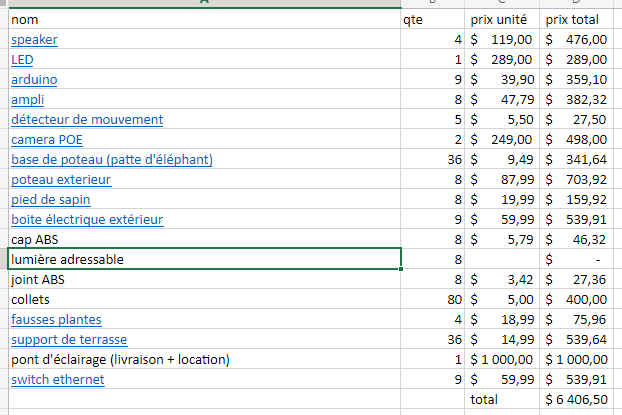 nom qte prix unité prix total
speaker 4 $ 119,00 $ 476,00
LED 1 $ 289,00 $ 289,00
arduino 9 $ 39,90 $ 359,10
ampli 8 $ 47,79 $ 382,32
détecteur de mouvement 5 $ 5,50 $ 27,50
camera POE 2 $ 249,00 $ 498,00
base de poteau (patte d'éléphant) 36 $ 9,49 $ 341,64
poteau exterieur 8 $ 87,99 $ 703,92
pied de sapin 8 $ 19,99 $ 159,92
boite électrique extérieur 9 $ 59,99 $ 539,91
cap ABS 8 $ 5,79 $ 46,32
lumière adressable 8 $ -
joint ABS 8 $ 3,42 $ 27,36
collets 80 $ 5,00 $ 400,00
fausses plantes 4 $ 18,99 $ 75,96
support de terrasse 36 $ 14,99 $ 539,64
pont d'éclairage (livraison + location) 1 $ 1 000,00 $ 1 000,00
switch ethernet 9 $ 59,99 $ 539,91
total $ 6 406,50